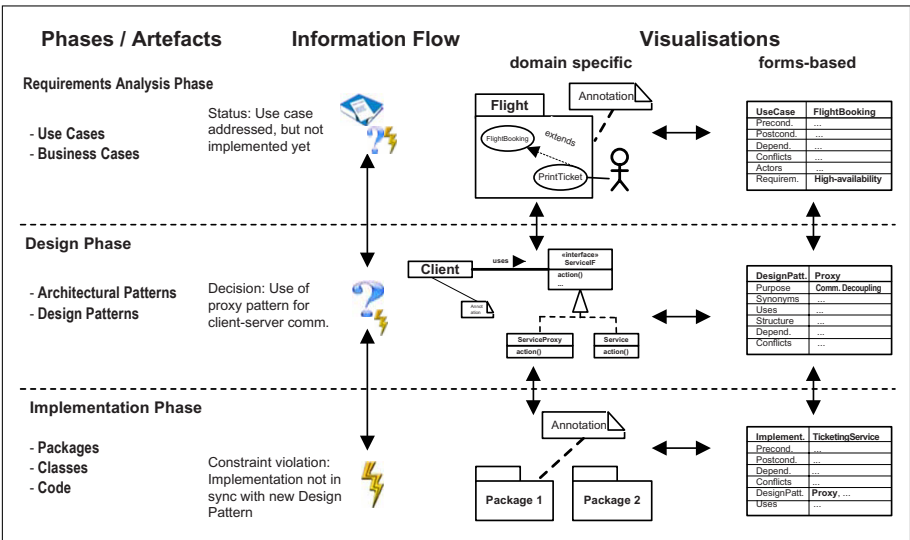 Phases / Artefacts
Information Flow
Visualisations
domain specific
forms-based
Requirements Analysis Phase
- Use Cases
- Business Cases
Status: Use case
addressed, but not
implemented yet
Flight
Annotation
FlightBooking
extends
PrintTicket
UseCase FlightBooking
Precond. ...
Postcond. ...
Depend. ...
Conflicts ...
Actors ...
Requirem. High-availability
Design Phase
- Architectural Patterns
- Design Patterns
Decision: Use of
proxy pattern for
client-server comm.
Client
uses
«interface»
ServiceIF
action()
...
Annot
ation
ServiceProxy
action()
Service
action()
DesignPatt. Proxy
Purpose Comm. Decoupling
Synonyms ...
Uses ...
Structure ...
Depend. ...
Conflicts ...
Implementation Phase
- Packages
- Classes
- Code
Constraint violation:
Implementation not in
sync with new Design
Pattern
Annotation
Package 1
Package 2
Implement. TicketingService
Precond. ...
Postcond. ...
Depend. ...
Conflicts ...
DesignPatt. Proxy, ...
Uses ...